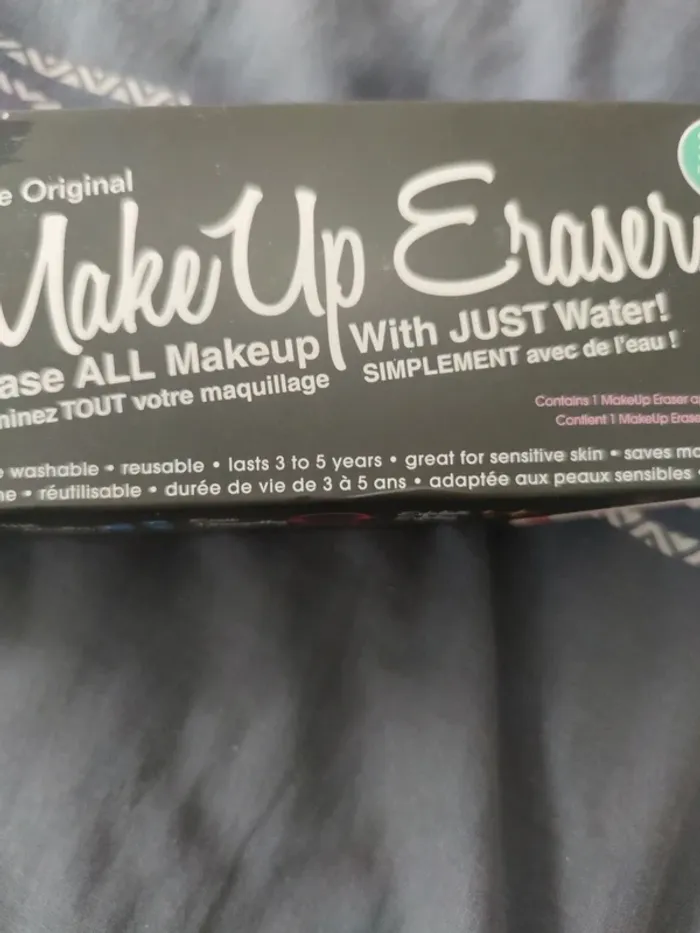 e Original
MakeUp Eraser
ase ALL Makeup With JUST Water!
minez TOUT votre maquillage SIMPLEMENT avec de l'eau !
Contains 1 MakeUp Eraser
Contient 1 MakeUp Erase
washable • reusable • lasts 3 to 5 years • great for sensitive skin • saves mo
ne • réutilisable • durée de vie de 3 à 5 ans • adaptée aux peaux sensibles •